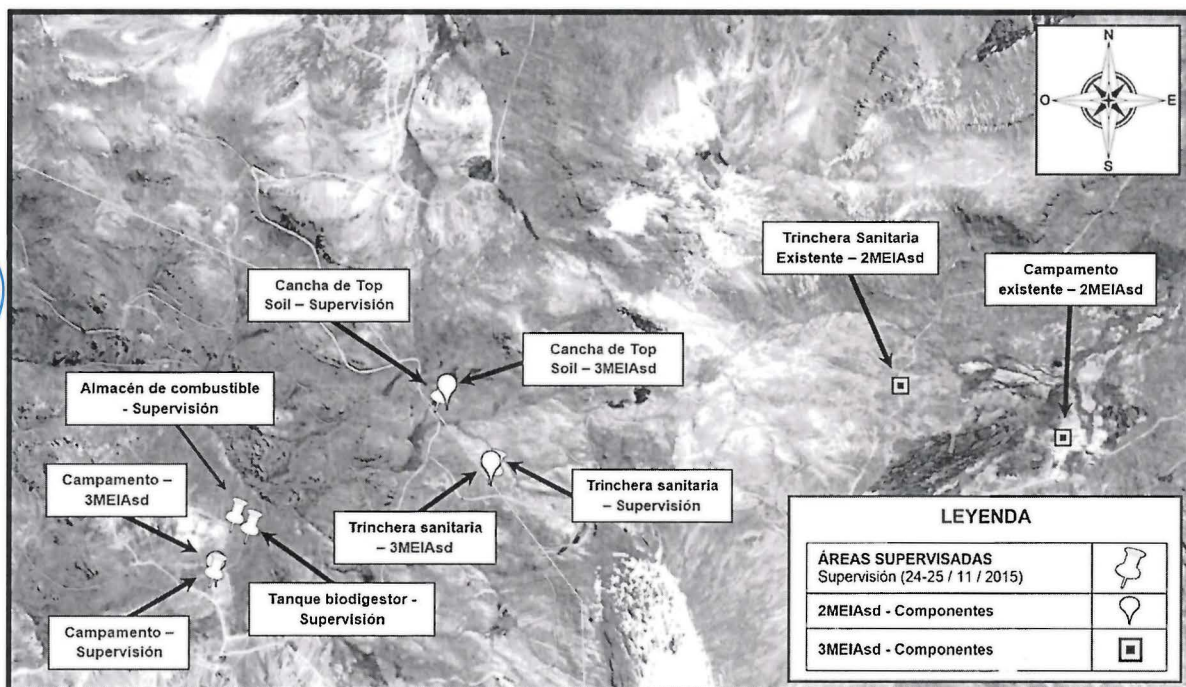 N
O
E
S
Trinchera Sanitaria
Existente – 2MEIAsd
Campamento
existente – 2MEIAsd
Cancha de Top
Soil – Supervisión
Cancha de Top
Soil – 3MEIAsd
Almacén de combustible
- Supervisión
Campamento –
3MEIAsd
Trinchera sanitaria
– 3MEIAsd
Trinchera sanitaria
– Supervisión
Tanque biodigestor -
Supervisión
Campamento –
Supervisión
LEYENDA
ÁREAS SUPERVISADAS
Supervisión (24-25 / 11 / 2015)
2MEIAsd - Componentes
3MEIAsd - Componentes